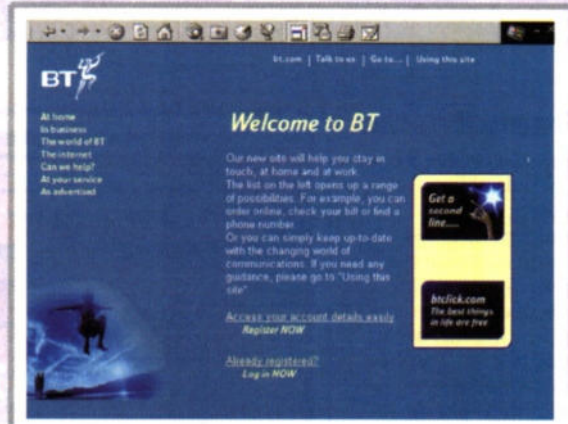 bt.com | Talk to us | Go to... | Using this site
BT
At home
In business
The world of BT
The internet
Can we help?
At your service
As advertised
Welcome to BT
Our new site will help you stay in
touch, at home and at work.
The list on the left opens up a range
of possibilities. For example, you can
order online, check your bill or find a
phone number.
Or you can simply keep up-to-date
with the changing world of
communications. If you need any
guidance, please go to "Using this
site".
Access your account details easily
Register NOW
Already registered?
Log in NOW
Get a
second
line.....
btclick.com
The best things
in life are free